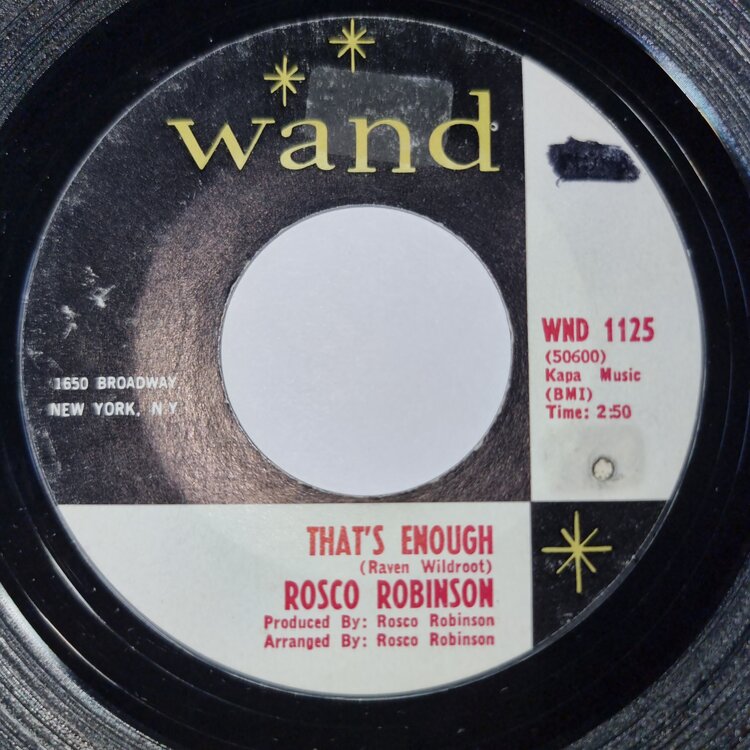 wand
WND 1125
(50600)
Kapa Music
(BMI)
Time: 2:50
1650 BROADWAY
NEW YORK, N.Y
THAT'S ENOUGH
(Raven Wildroot)
ROSCO ROBINSON
Produced By: Rosco Robinson
Arranged By: Rosco Robinson